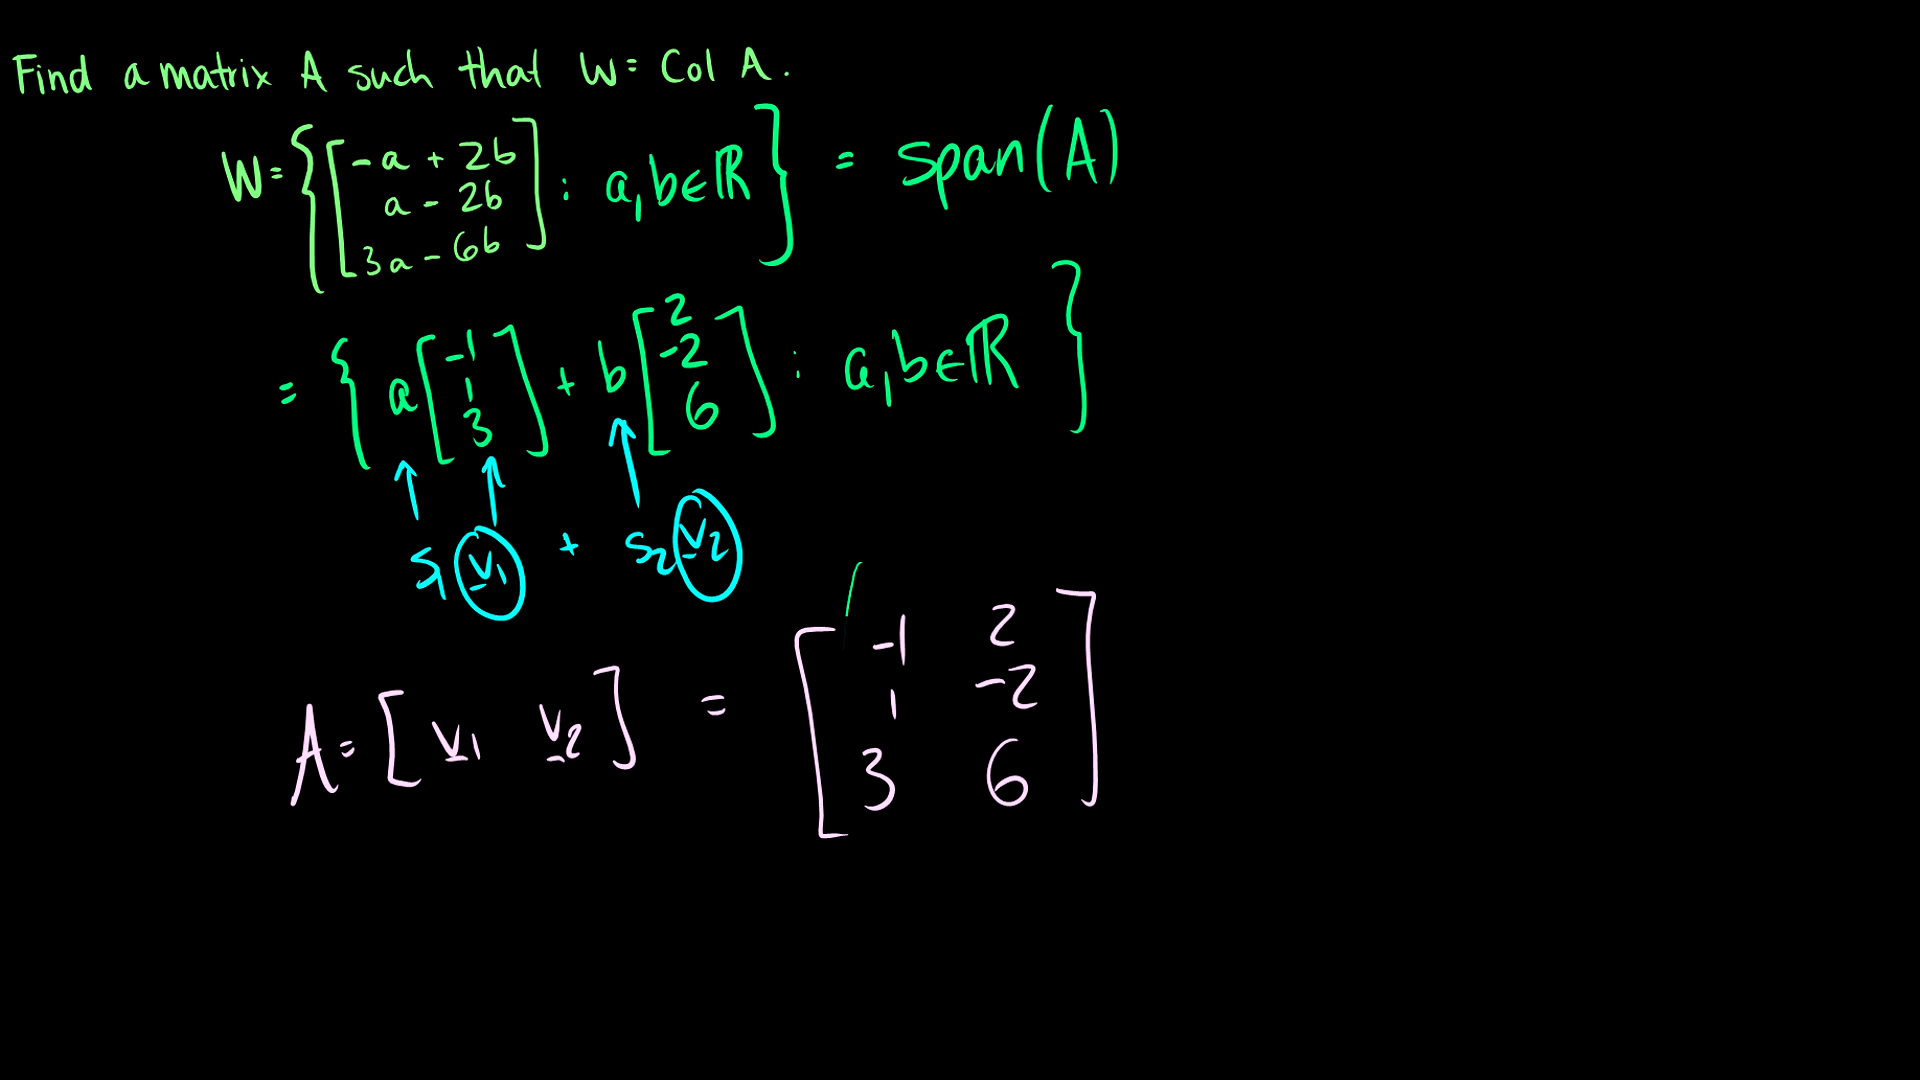 Find a matrix A such that W = Col A.
W = { [ -a + 2b
a - 2b
3a - 6b ] : a, b ∈ ℝ } = span(A)
= { a [ -1 1 3 ] + b [ 2 -2 6 ] : a, b ∈ ℝ }
s1 v1 + s2 v2
A = [ v1 v2 ] = [ -1 2
1 -2
3 6 ]